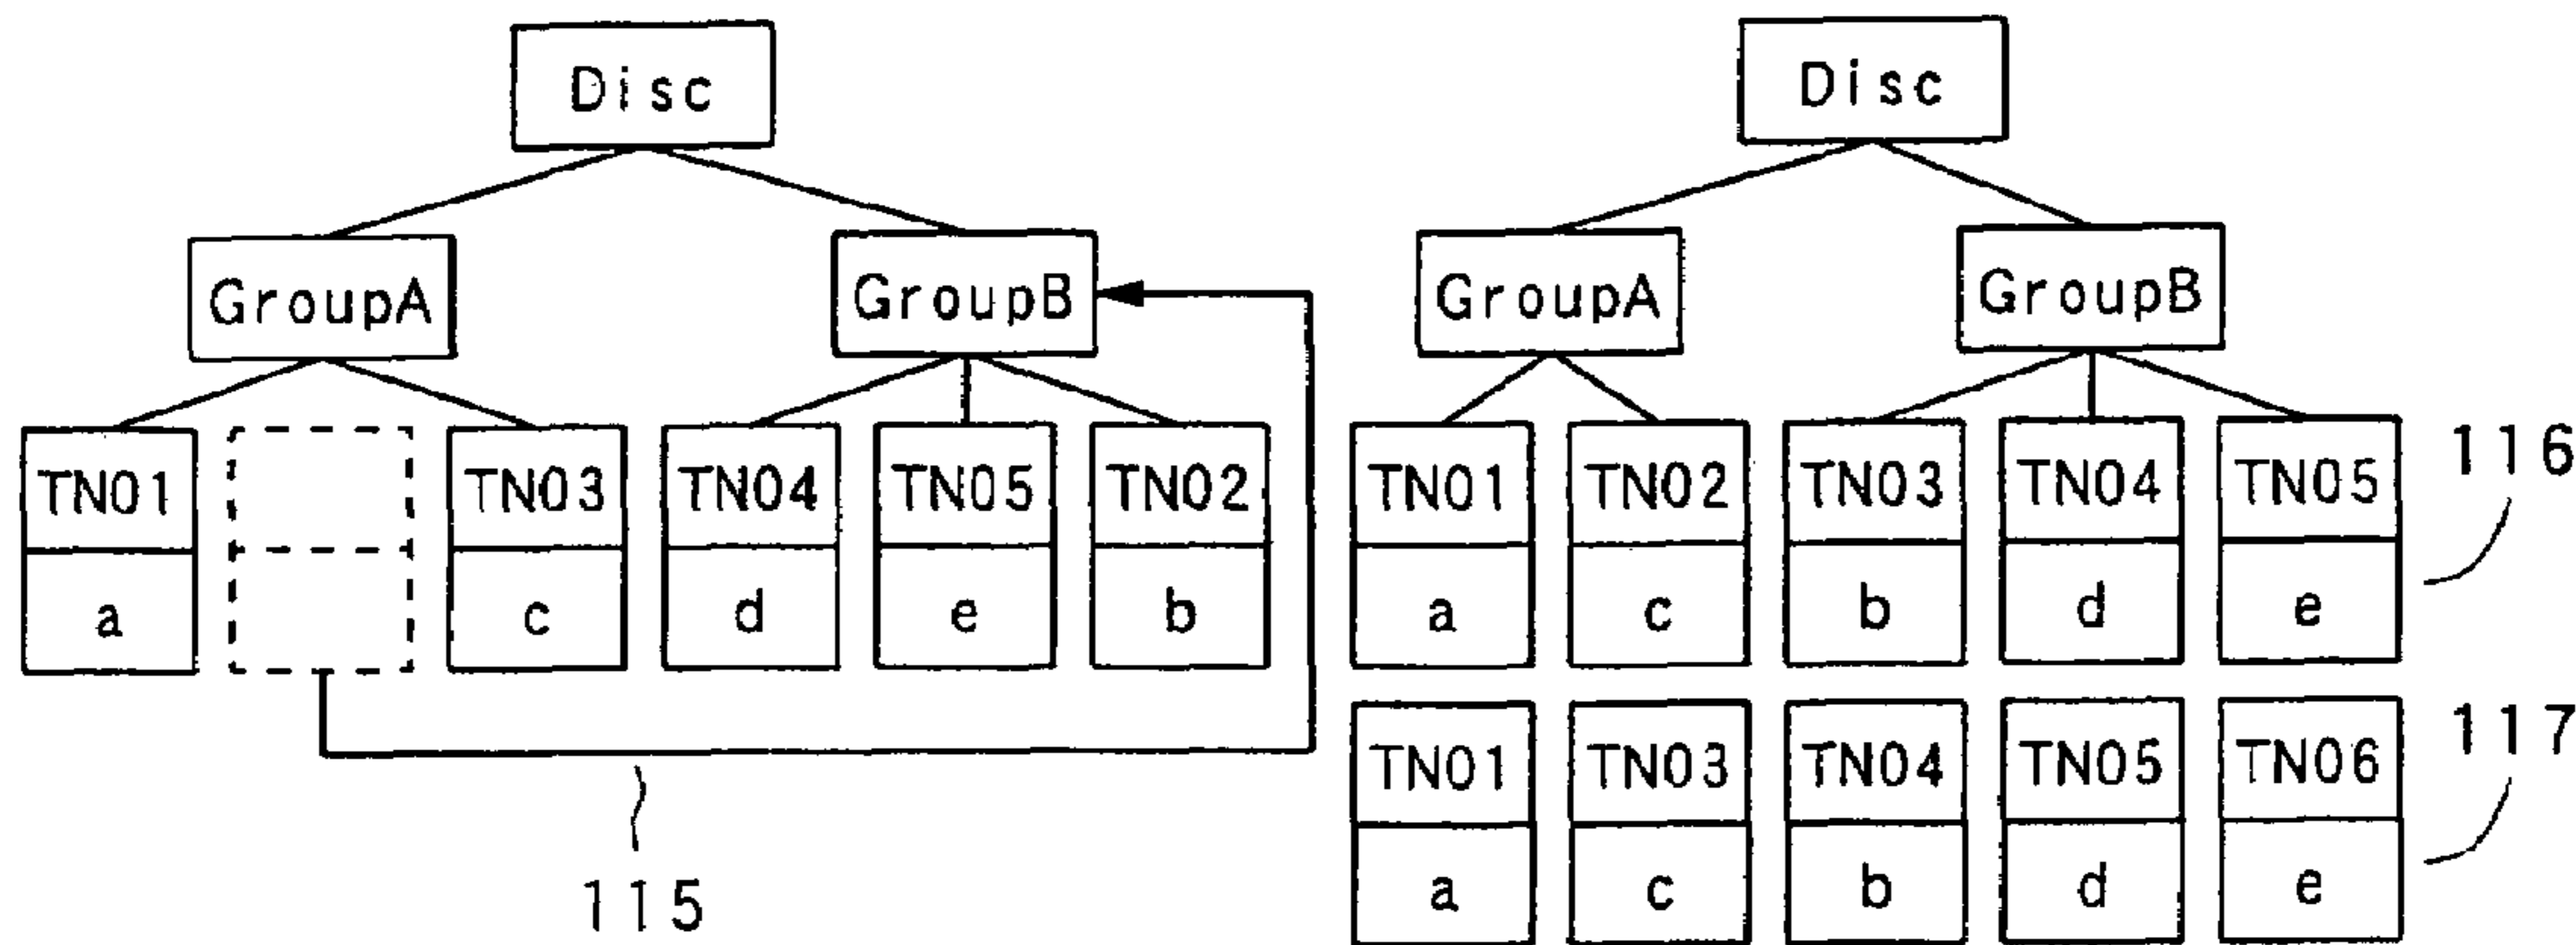 Disc Disc
GroupA GroupB GroupA GroupB
TN01 TN03 TN04 TN05 TN02 TN01 TN02 TN03 TN04 TN05 116
a c d e b a c b d e
TN01 TN03 TN04 TN05 TN06 117
115 a c b d e